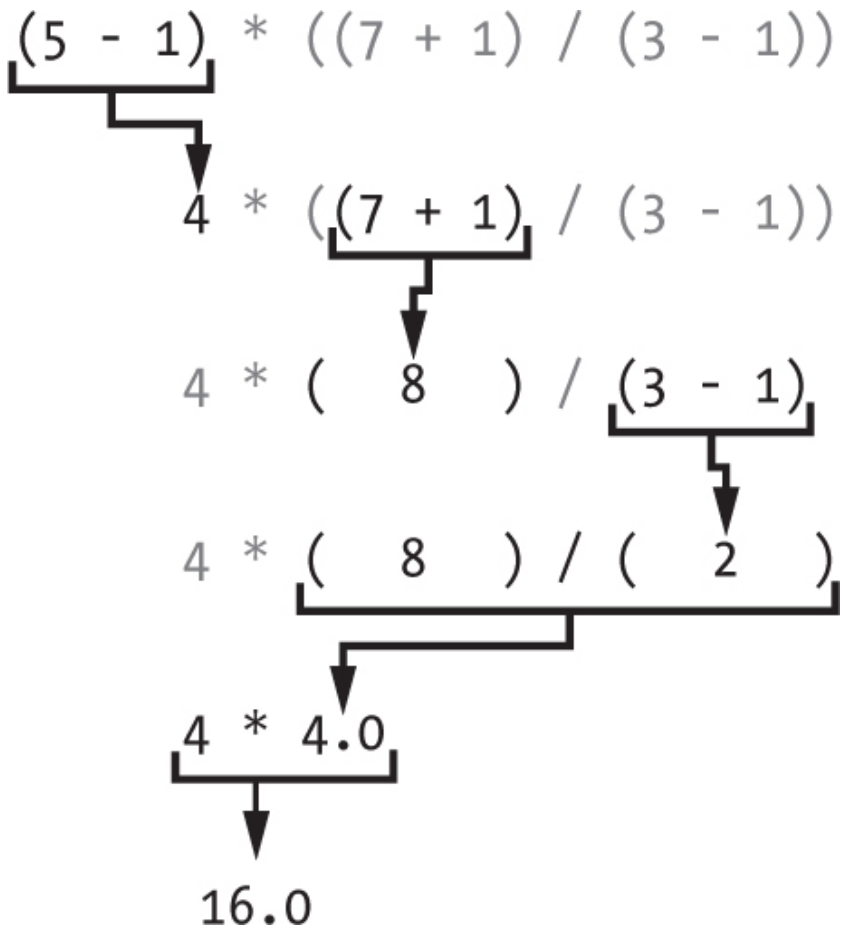 (5 - 1) * ((7 + 1) / (3 - 1))
4 * ((7 + 1) / (3 - 1))
4 * ( 8 ) / (3 - 1)
4 * ( 8 ) / ( 2 )
4 * 4.0
16.0